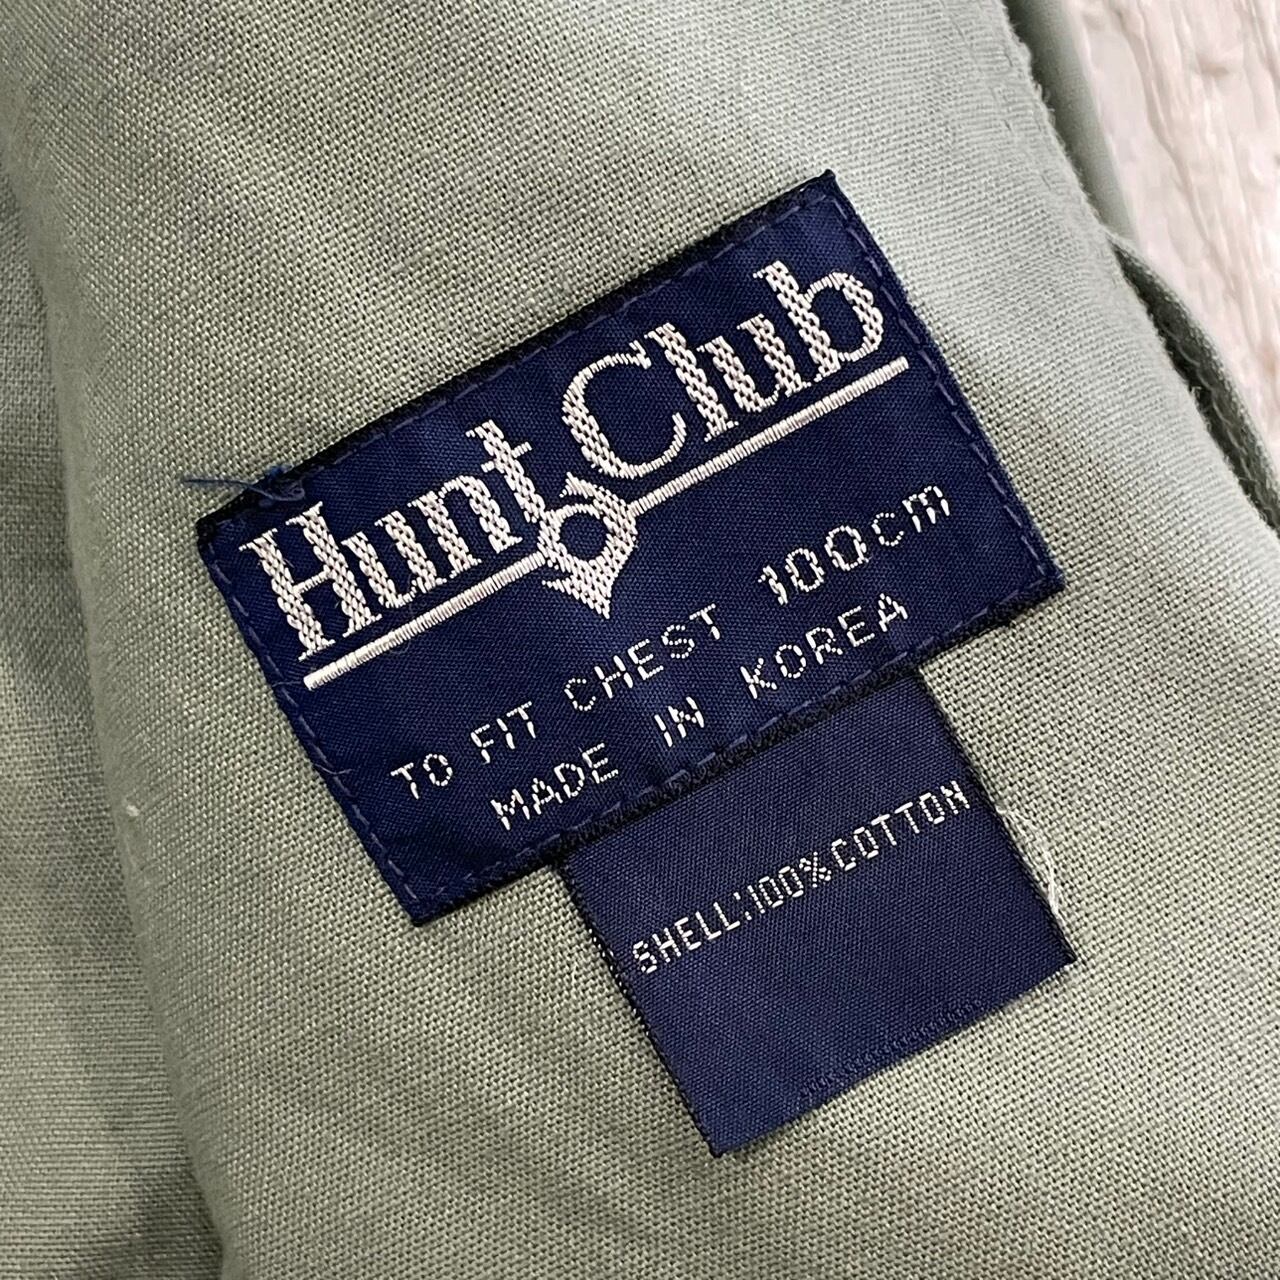 Hunt Club
TO FIT CHEST 100cm
MADE IN KOREA
SHELL:100%COTTON